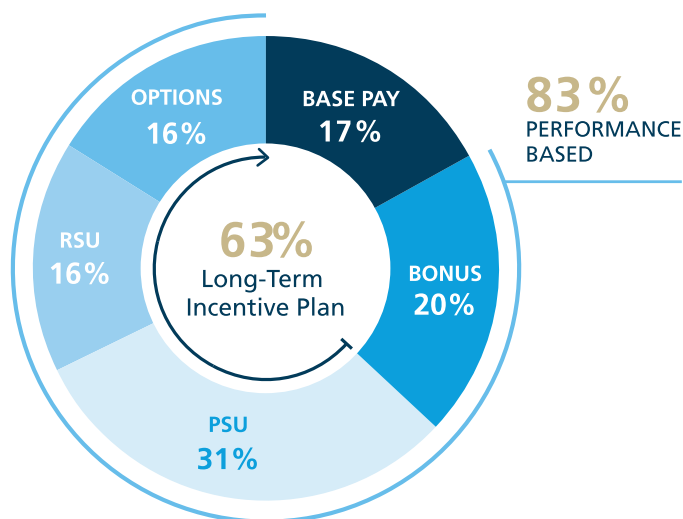 OPTIONS
16%
BASE PAY
17%
83%
PERFORMANCE
BASED
RSU
16%
63%
Long-Term
Incentive Plan
BONUS
20%
PSU
31%